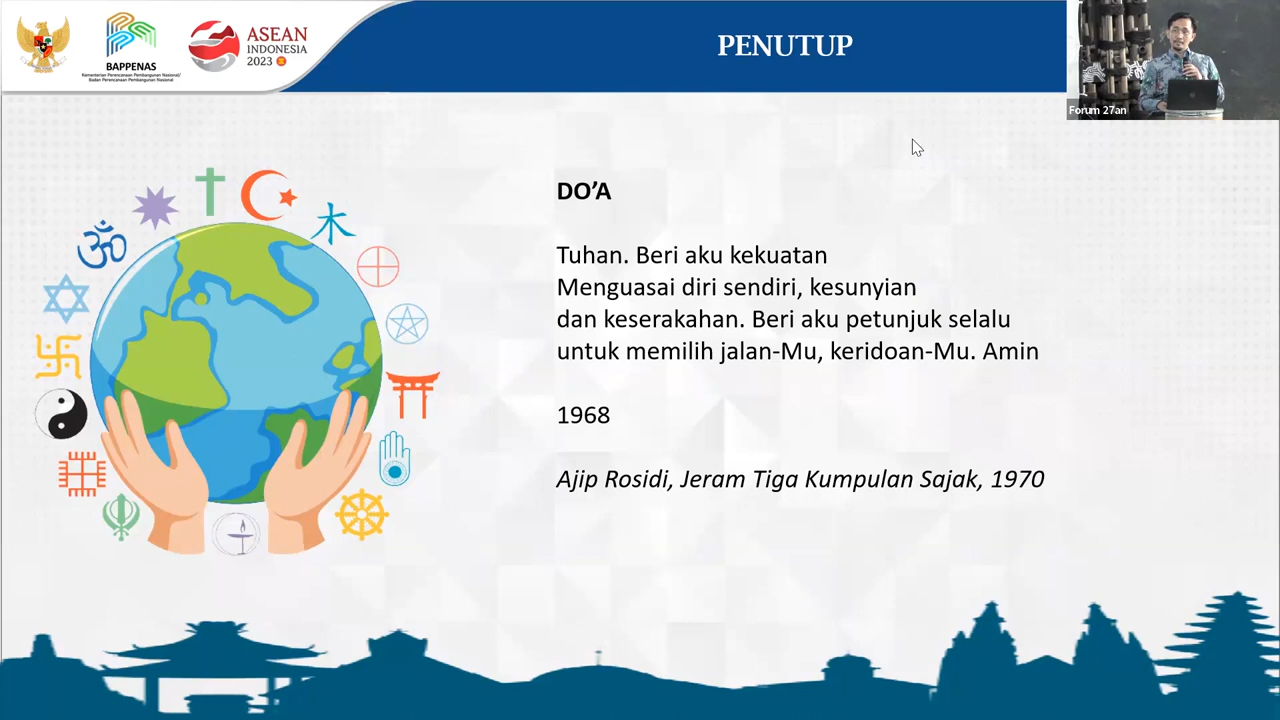 BAPPENAS
Kementerian Perencanaan Pembangunan Nasional/
Badan Perencanaan Pembangunan Nasional
ASEAN
INDONESIA
2023
PENUTUP
Forum 27an
DO’A
Tuhan. Beri aku kekuatan
Menguasai diri sendiri, kesunyian
dan keserakahan. Beri aku petunjuk selalu
untuk memilih jalan-Mu, keridoan-Mu. Amin
1968
Ajip Rosidi, Jeram Tiga Kumpulan Sajak, 1970
ॐ
木